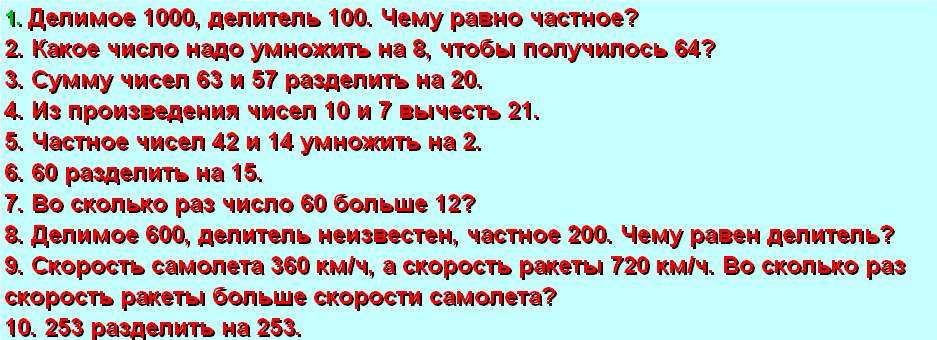 1. Делимое 1000, делитель 100. Чему равно частное?
2. Какое число надо умножить на 8, чтобы получилось 64?
3. Сумму чисел 63 и 57 разделить на 20.
4. Из произведения чисел 10 и 7 вычесть 21.
5. Частное чисел 42 и 14 умножить на 2.
6. 60 разделить на 15.
7. Во сколько раз число 60 больше 12?
8. Делимое 600, делитель неизвестен, частное 200. Чему равен делитель?
9. Скорость самолета 360 км/ч, а скорость ракеты 720 км/ч. Во сколько раз
скорость ракеты больше скорости самолета?
10. 253 разделить на 253.